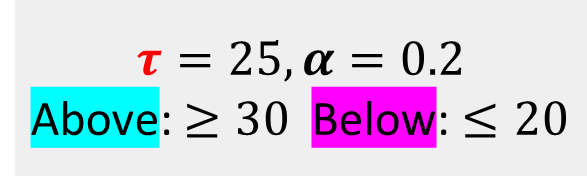 τ = 25, α = 0.2
Above: ≥ 30 Below: ≤ 20